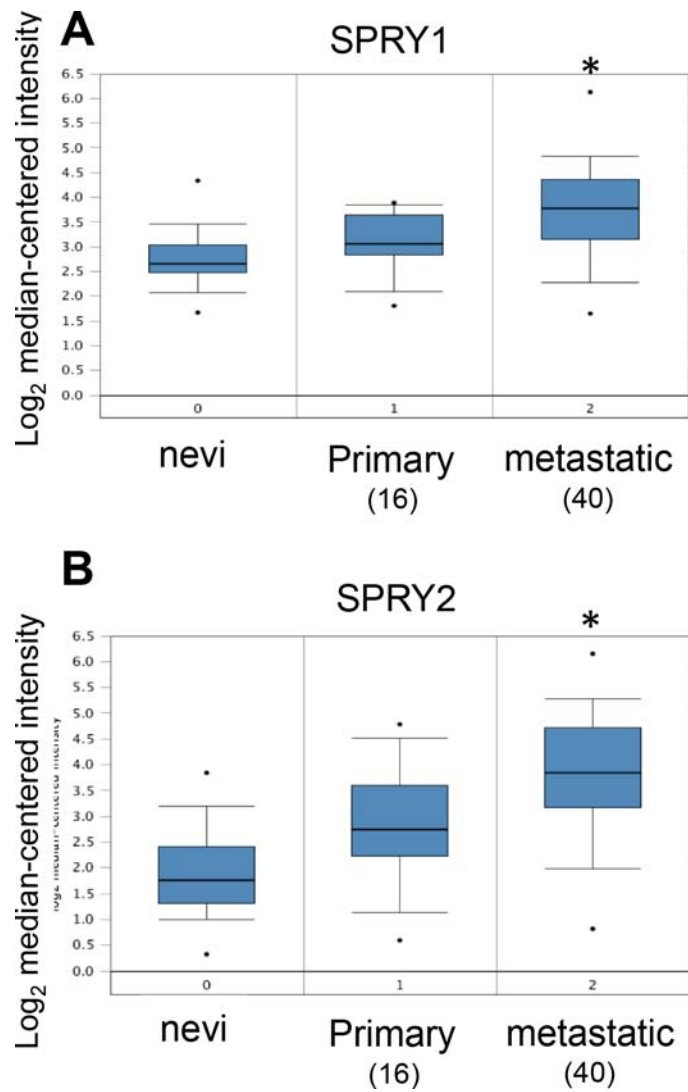 A
SPRY1
Log2 median-centered intensity
6.5
6.0
5.5
5.0
4.5
4.0
3.5
3.0
2.5
2.0
1.5
1.0
0.5
0.0
0 1 2
nevi Primary metastatic
(16) (40)
*
B
SPRY2
Log2 median-centered intensity
log2 median-centered intensity
6.5
6.0
5.5
5.0
4.5
4.0
3.5
3.0
2.5
2.0
1.5
1.0
0.5
0.0
0 1 2
nevi Primary metastatic
(16) (40)
*